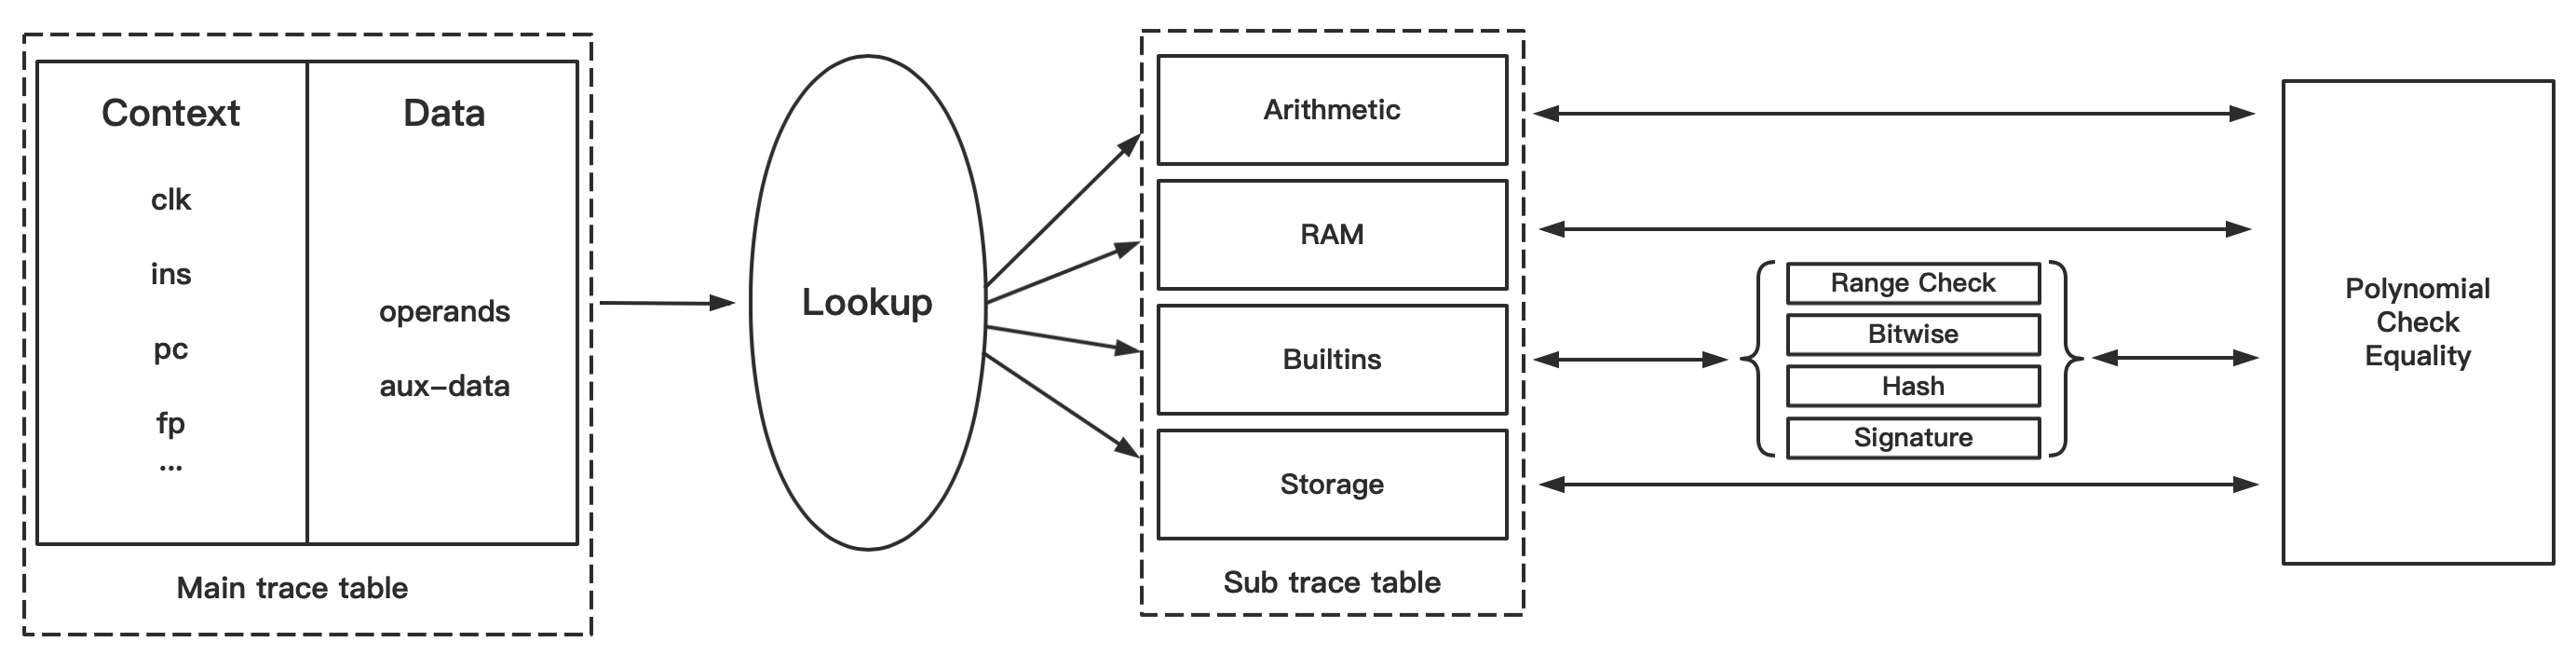 Context
clk
ins
pc
fp
...
Data
operands
aux-data
Main trace table
Lookup
Arithmetic
RAM
Builtins
Storage
Sub trace table
Range Check
Bitwise
Hash
Signature
Polynomial
Check
Equality